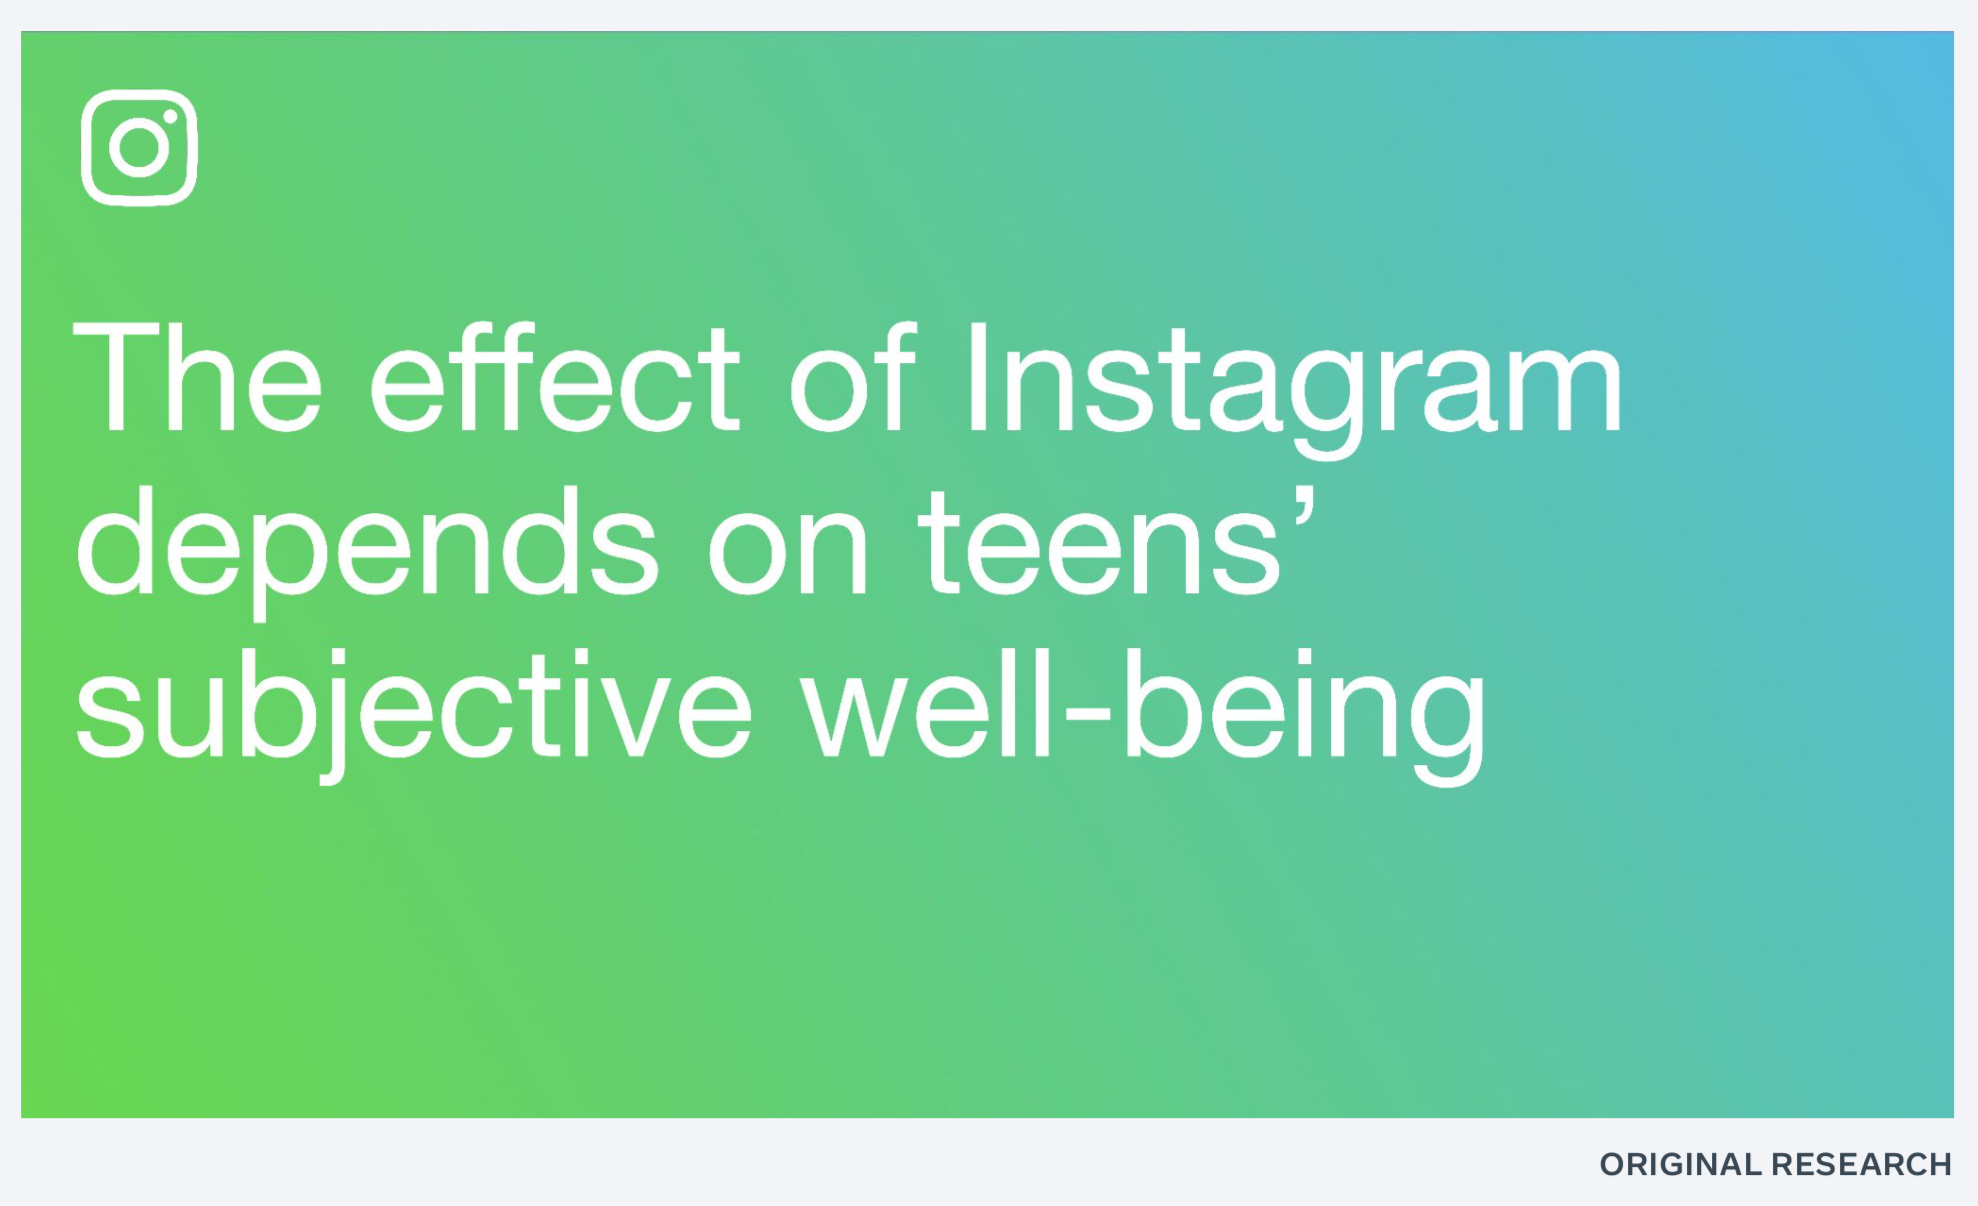 The effect of Instagram
depends on teens’
subjective well-being
ORIGINAL RESEARCH